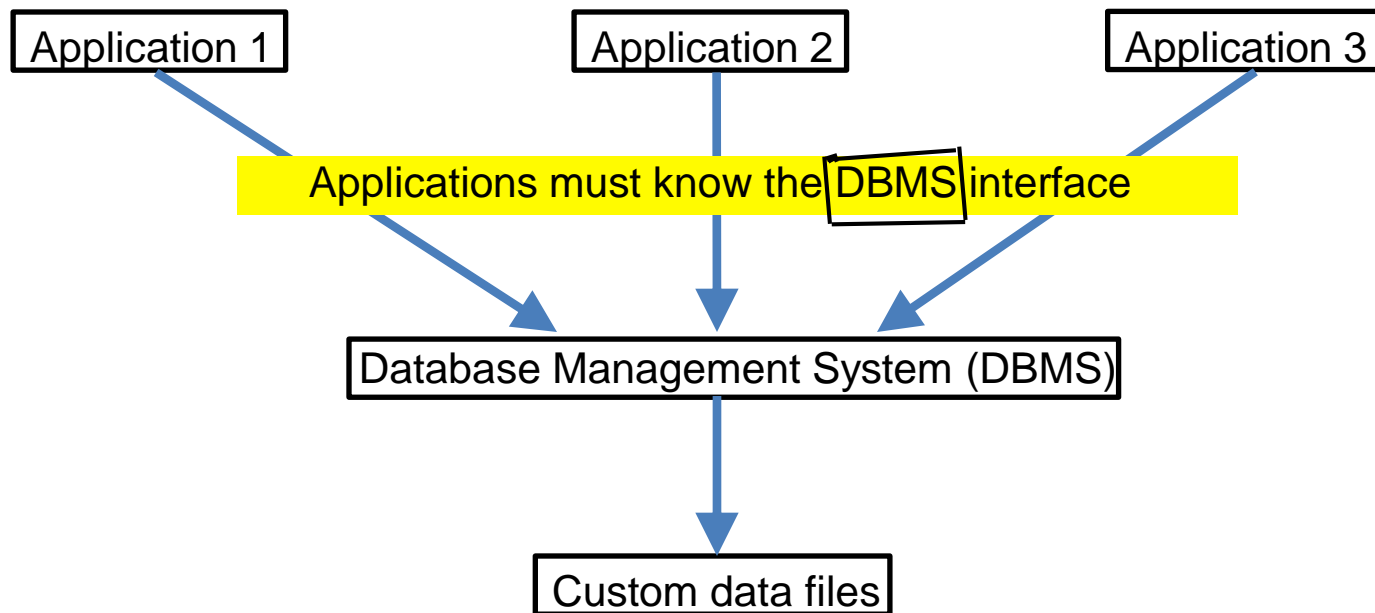 Application 1
Application 2
Application 3
Applications must know the DBMS interface
Database Management System (DBMS)
Custom data files